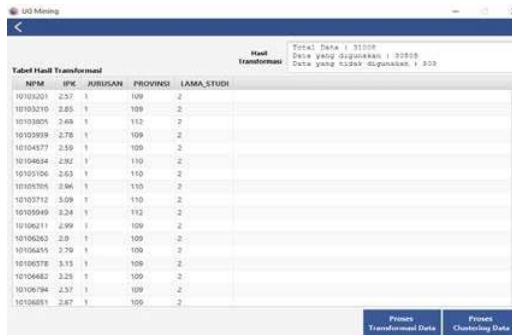 UG Mining
Hasil
Transformasi
Total Data : 31008
Data yang digunakan : 30505
Data yang tidak digunakan : 503
Tabel Hasil Transformasi
NPM IPK JURUSAN PROVINSI LAMA_STUDI
10103201 2.57 1 109 2
10103210 2.85 1 109 2
10103805 2.69 1 112 2
10103939 2.78 1 109 2
10104577 2.59 1 109 2
10104634 2.92 1 110 2
10105106 2.63 1 110 2
10105705 2.96 1 110 2
10105712 3.09 1 110 2
10105949 3.24 1 112 2
10106211 2.99 1 109 2
10106263 2.9 1 109 2
10106455 2.79 1 109 2
10106578 3.13 1 109 2
10106682 3.25 1 109 2
10106794 2.57 1 109 2
10106851 2.67 1 109 2
Proses
Transformasi Data
Proses
Clustering Data